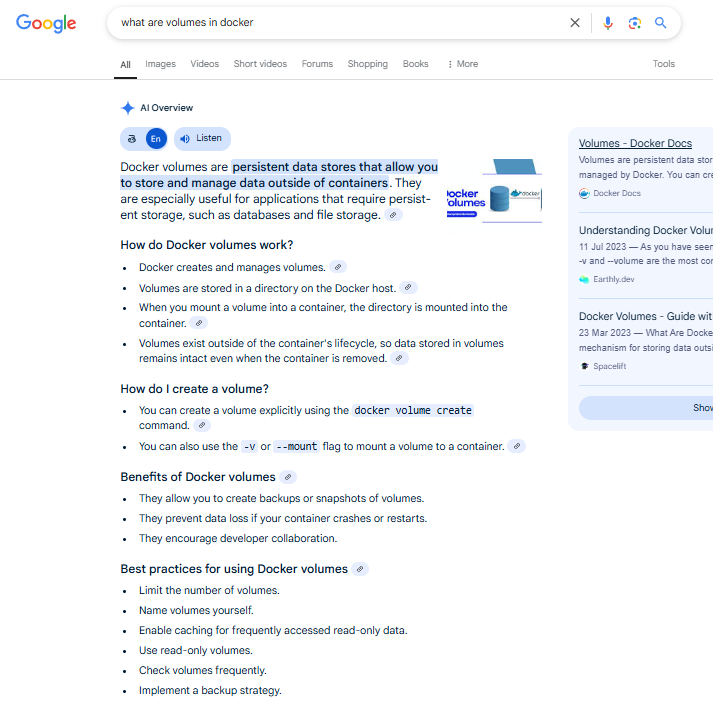 Google
what are volumes in docker
All Images Videos Short videos Forums Shopping Books More Tools
AI Overview
En Listen
Docker volumes are persistent data stores that allow you
to store and manage data outside of containers. They
are especially useful for applications that require persist-
ent storage, such as databases and file storage.
Docker
Volumes
docker
How do Docker volumes work?
Docker creates and manages volumes.
Volumes are stored in a directory on the Docker host.
When you mount a volume into a container, the directory is mounted into the
container.
Volumes exist outside of the container's lifecycle, so data stored in volumes
remains intact even when the container is removed.
How do I create a volume?
You can create a volume explicitly using the docker volume create
command.
You can also use the -v or --mount flag to mount a volume to a container.
Benefits of Docker volumes
They allow you to create backups or snapshots of volumes.
They prevent data loss if your container crashes or restarts.
They encourage developer collaboration.
Best practices for using Docker volumes
Limit the number of volumes.
Name volumes yourself.
Enable caching for frequently accessed read-only data.
Use read-only volumes.
Check volumes frequently.
Implement a backup strategy.
Volumes - Docker Docs
Volumes are persistent data stor
managed by Docker. You can cre
Docker Docs
Understanding Docker Volu
11 Jul 2023 — As you have seen
-v and --volume are the most co
Earthly.dev
Docker Volumes - Guide wit
23 Mar 2023 — What Are Docke
mechanism for storing data outsi
Spacelift
Show